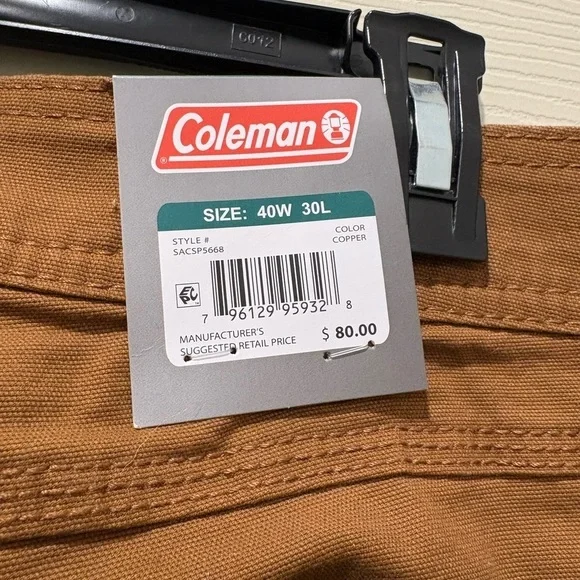 C012
Coleman
®
SIZE: 40W 30L
STYLE # COLOR
SACSP5668 COPPER
7 96129 95932 8
MANUFACTURER'S
SUGGESTED RETAIL PRICE $ 80.00